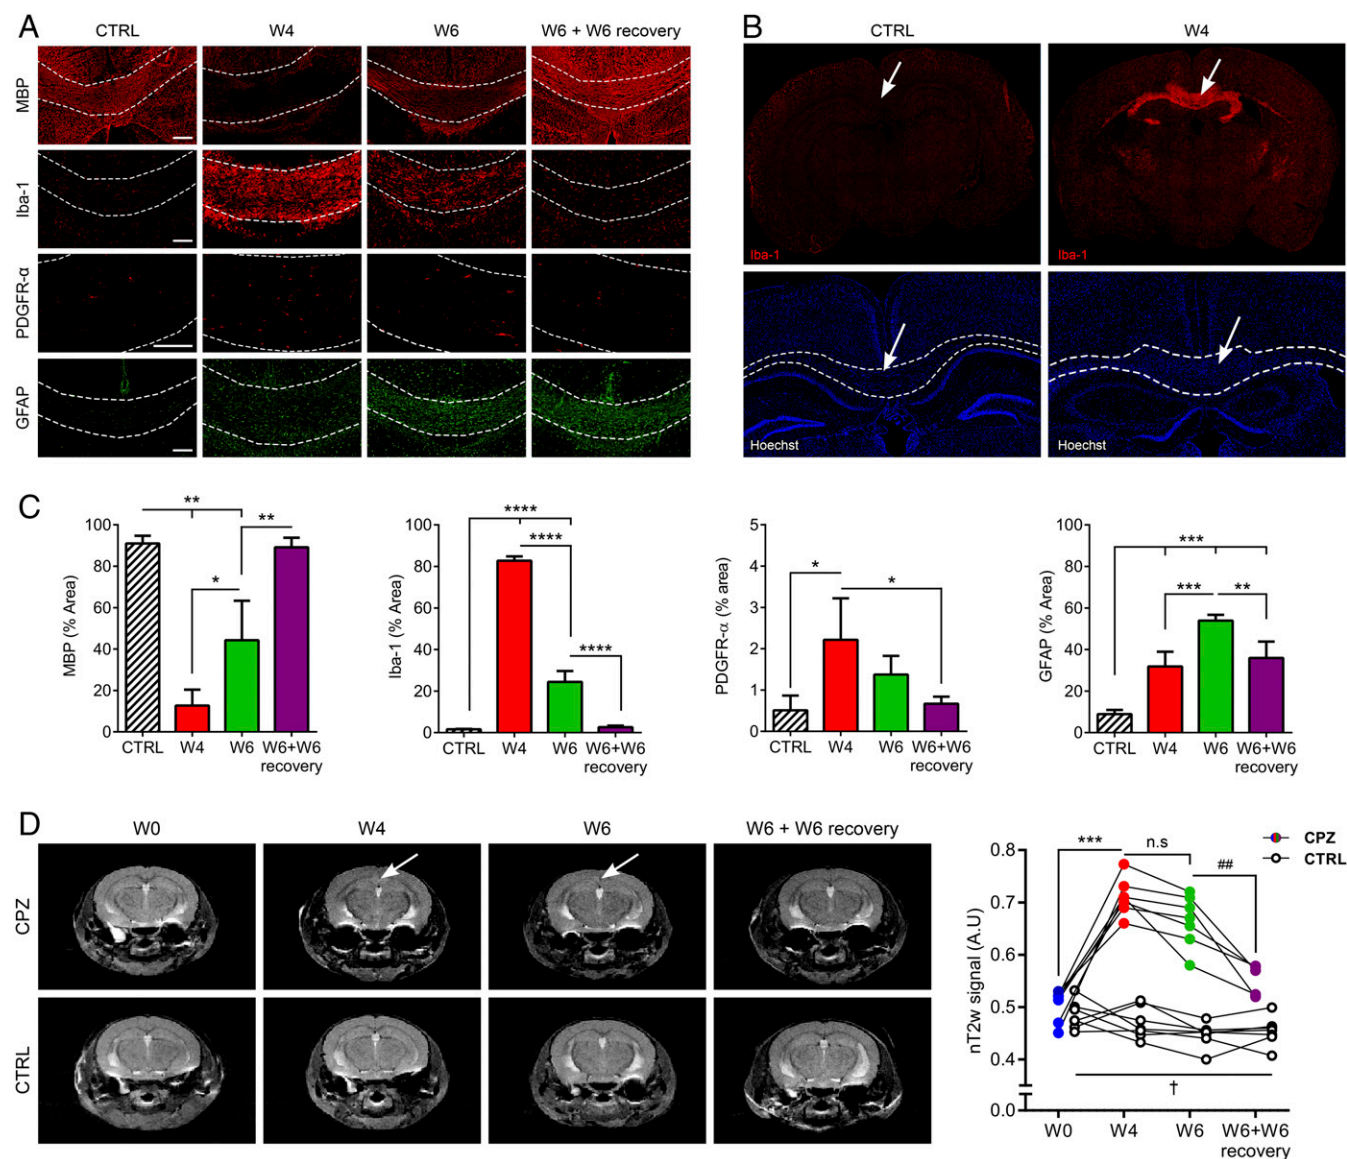 A
CTRL W4 W6 W6 + W6 recovery
MBP
Iba-1
PDGFR-α
GFAP
B
CTRL W4
Iba-1 Iba-1
Hoechst Hoechst
C
MBP (% Area)
100
80
60
40
20
0
** ** *
CTRL W4 W6 W6+W6
recovery
Iba-1 (% Area)
100
80
60
40
20
0
**** **** ****
CTRL W4 W6 W6+W6
recovery
PDGFR-α (% area)
5
4
3
2
1
0
* *
CTRL W4 W6 W6+W6
recovery
GFAP (% Area)
100
80
60
40
20
0
*** *** **
CTRL W4 W6 W6+W6
recovery
D
W0 W4 W6 W6 + W6 recovery
CPZ
CTRL
CPZ
CTRL
nT2w signal (A.U)
0.8
0.7
0.6
0.5
0.4
0.0
*** n.s ##
†
W0 W4 W6 W6+W6
recovery